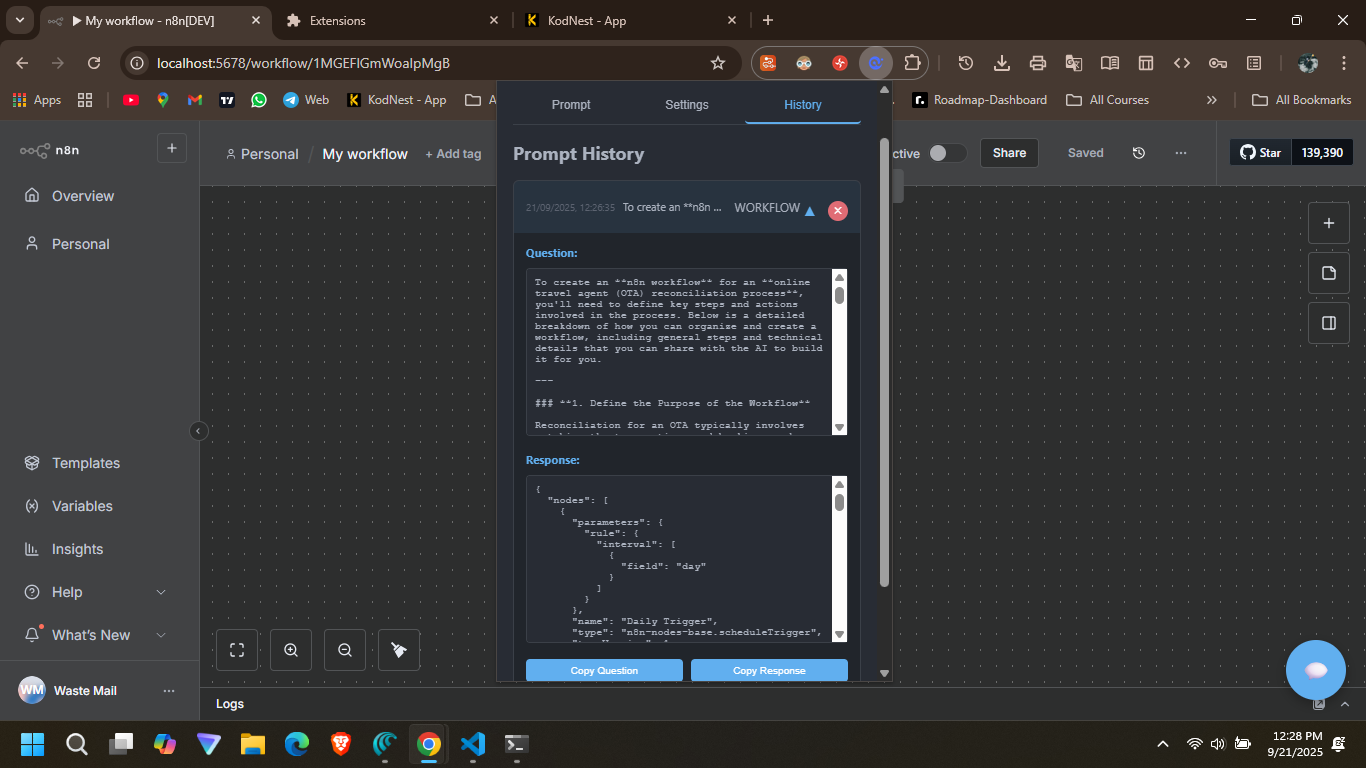 My workflow - n8n[DEV]
Extensions
KodNest - App
localhost:5678/workflow/1MGEFlGmWoalpMgB
Apps
Web
KodNest - App
A
Roadmap-Dashboard
All Courses
All Bookmarks
n8n
Overview
Personal
Templates
Variables
Insights
Help
What's New
WM
Waste Mail
Personal / My workflow + Add tag
ctive
Share
Saved
Star
139,390
Prompt
Settings
History
Prompt History
21/09/2025, 12:26:35 To create an **n8n ... WORKFLOW
Question:
To create an **n8n workflow** for an **online
travel agent (OTA) reconciliation process**,
you'll need to define key steps and actions
involved in the process. Below is a detailed
breakdown of how you can organize and create a
workflow, including general steps and technical
details that you can share with the AI to build
it for you.
---
### **1. Define the Purpose of the Workflow**
Reconciliation for an OTA typically involves
Response:
{
"nodes": [
{
"parameters": {
"rule": {
"interval": [
{
"field": "day"
}
]
}
},
"name": "Daily Trigger",
"type": "n8n-nodes-base.scheduleTrigger",
Copy Question
Copy Response
Logs
12:28 PM
9/21/2025